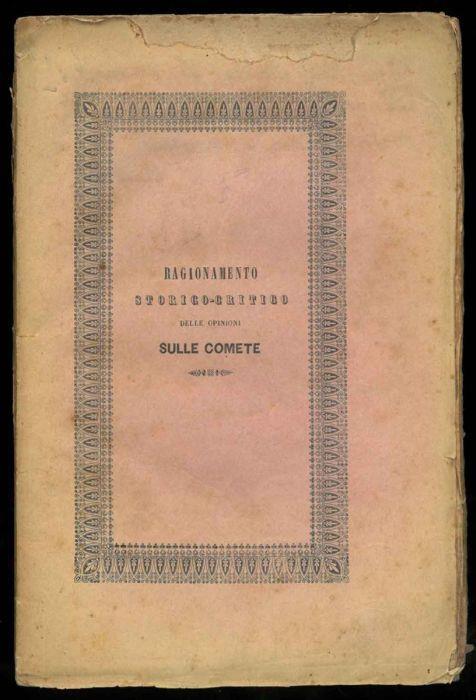 RAGIONAMENTO
STORICO-CRITICO
DELLE OPINIONI
SULLE COMETE